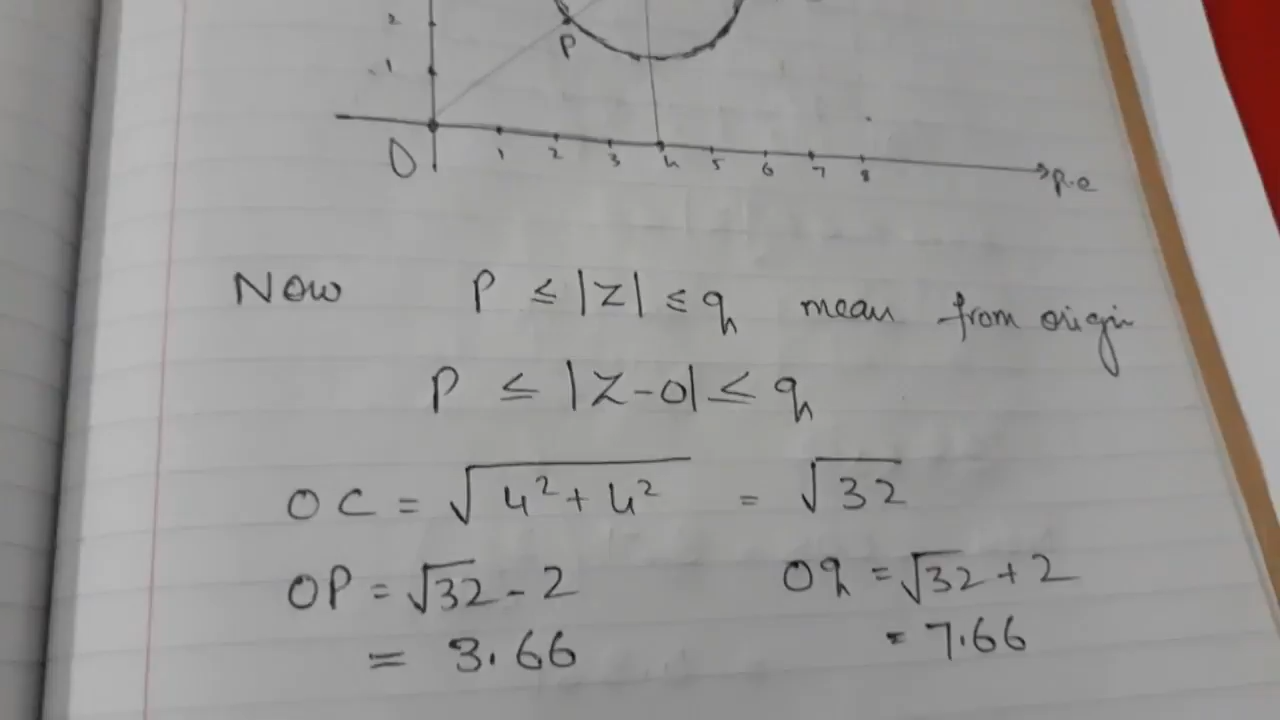 2
1
P
O
1 2 3 4 5 6 7 8
Now P ≤ |Z| ≤ q mean from origin
P ≤ |Z-0| ≤ q
OC = √4²+4² = √32
OP = √32 - 2 Oq = √32 + 2
= 3.66 = 7.66